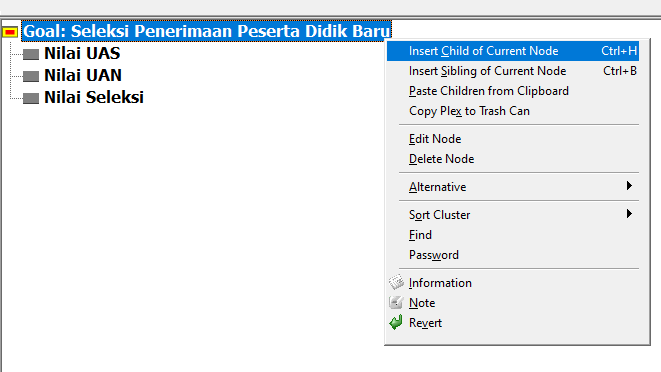 Goal: Seleksi Penerimaan Peserta Didik Baru
Nilai UAS
Nilai UAN
Nilai Seleksi
Insert Child of Current Node Ctrl+H
Insert Sibling of Current Node Ctrl+B
Paste Children from Clipboard
Copy Plex to Trash Can
Edit Node
Delete Node
Alternative
Sort Cluster
Find
Password
Information
Note
Revert